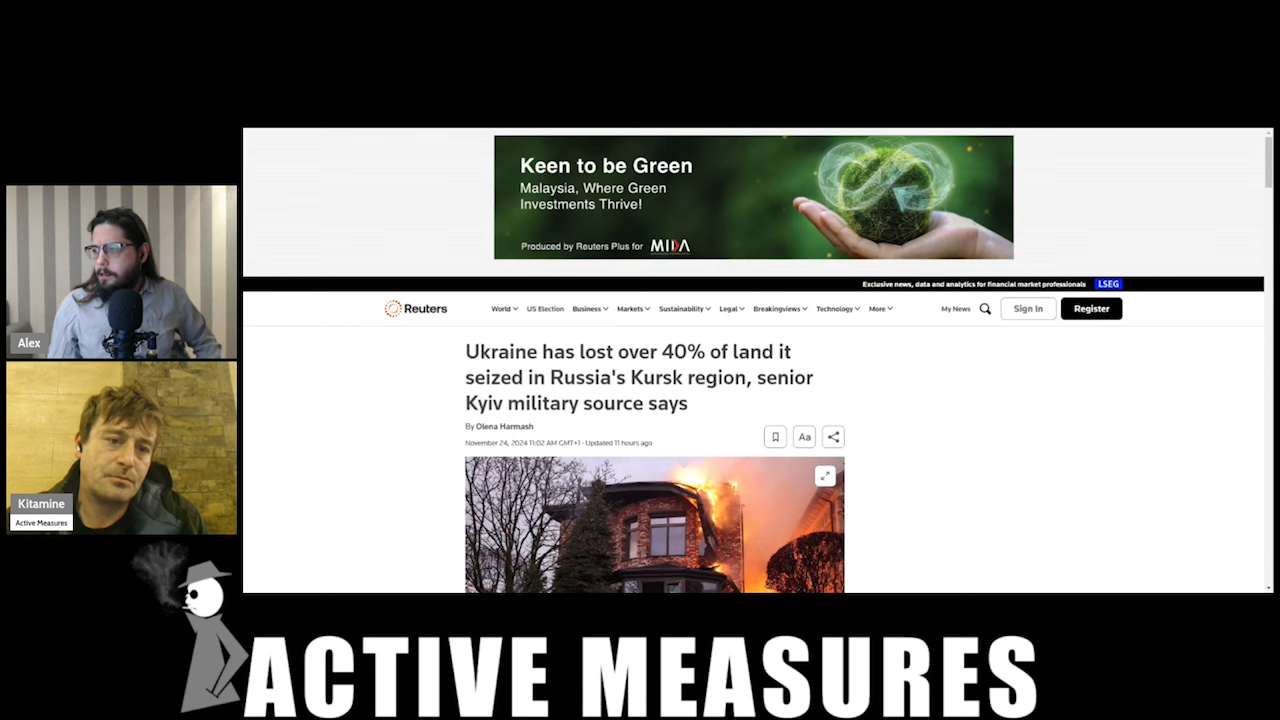 Keen to be Green
Malaysia, Where Green
Investments Thrive!
Produced by Reuters Plus for MIDA
Exclusive news, data and analytics for financial market professionals LSEG
Reuters World US Election Business Markets Sustainability Legal Breakingviews Technology More My News Sign In Register
Ukraine has lost over 40% of land it
seized in Russia's Kursk region, senior
Kyiv military source says
By Olena Harmash
November 24, 2024 11:02 AM GMT+1 · Updated 11 hours ago
Aa
Alex
Kitamine
Active Measures
ACTIVE MEASURES